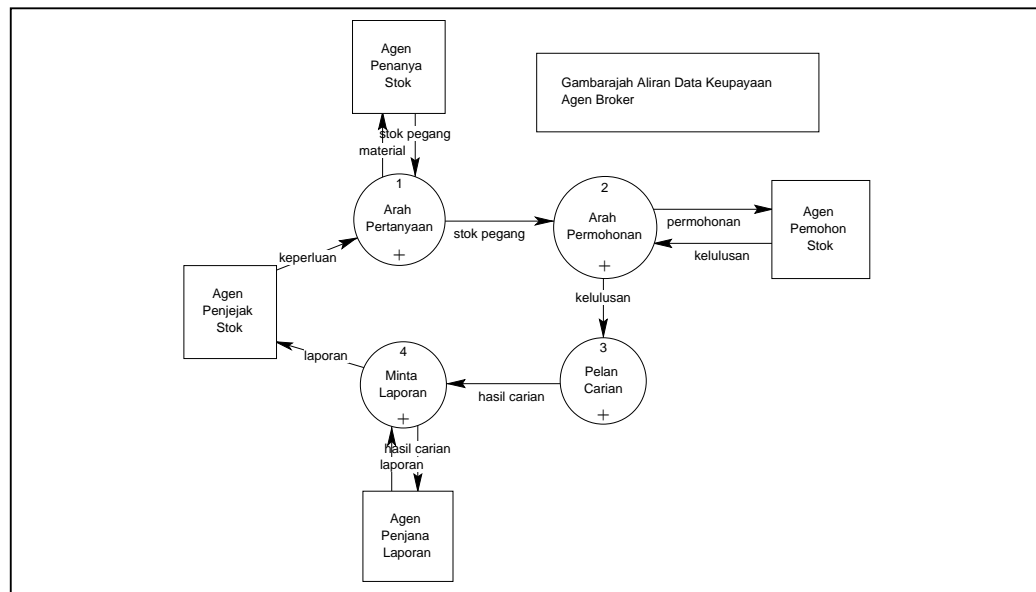 Agen
Penanya
Stok
Gambarajah Aliran Data Keupayaan
Agen Broker
stok pegang
material
1
Arah
Pertanyaan
+
stok pegang
2
Arah
Permohonan
+
permohonan
kelulusan
Agen
Pemohon
Stok
keperluan
Agen
Penjejak
Stok
kelulusan
laporan
4
Minta
Laporan
+
hasil carian
3
Pelan
Carian
+
hasil carian
laporan
Agen
Penjana
Laporan